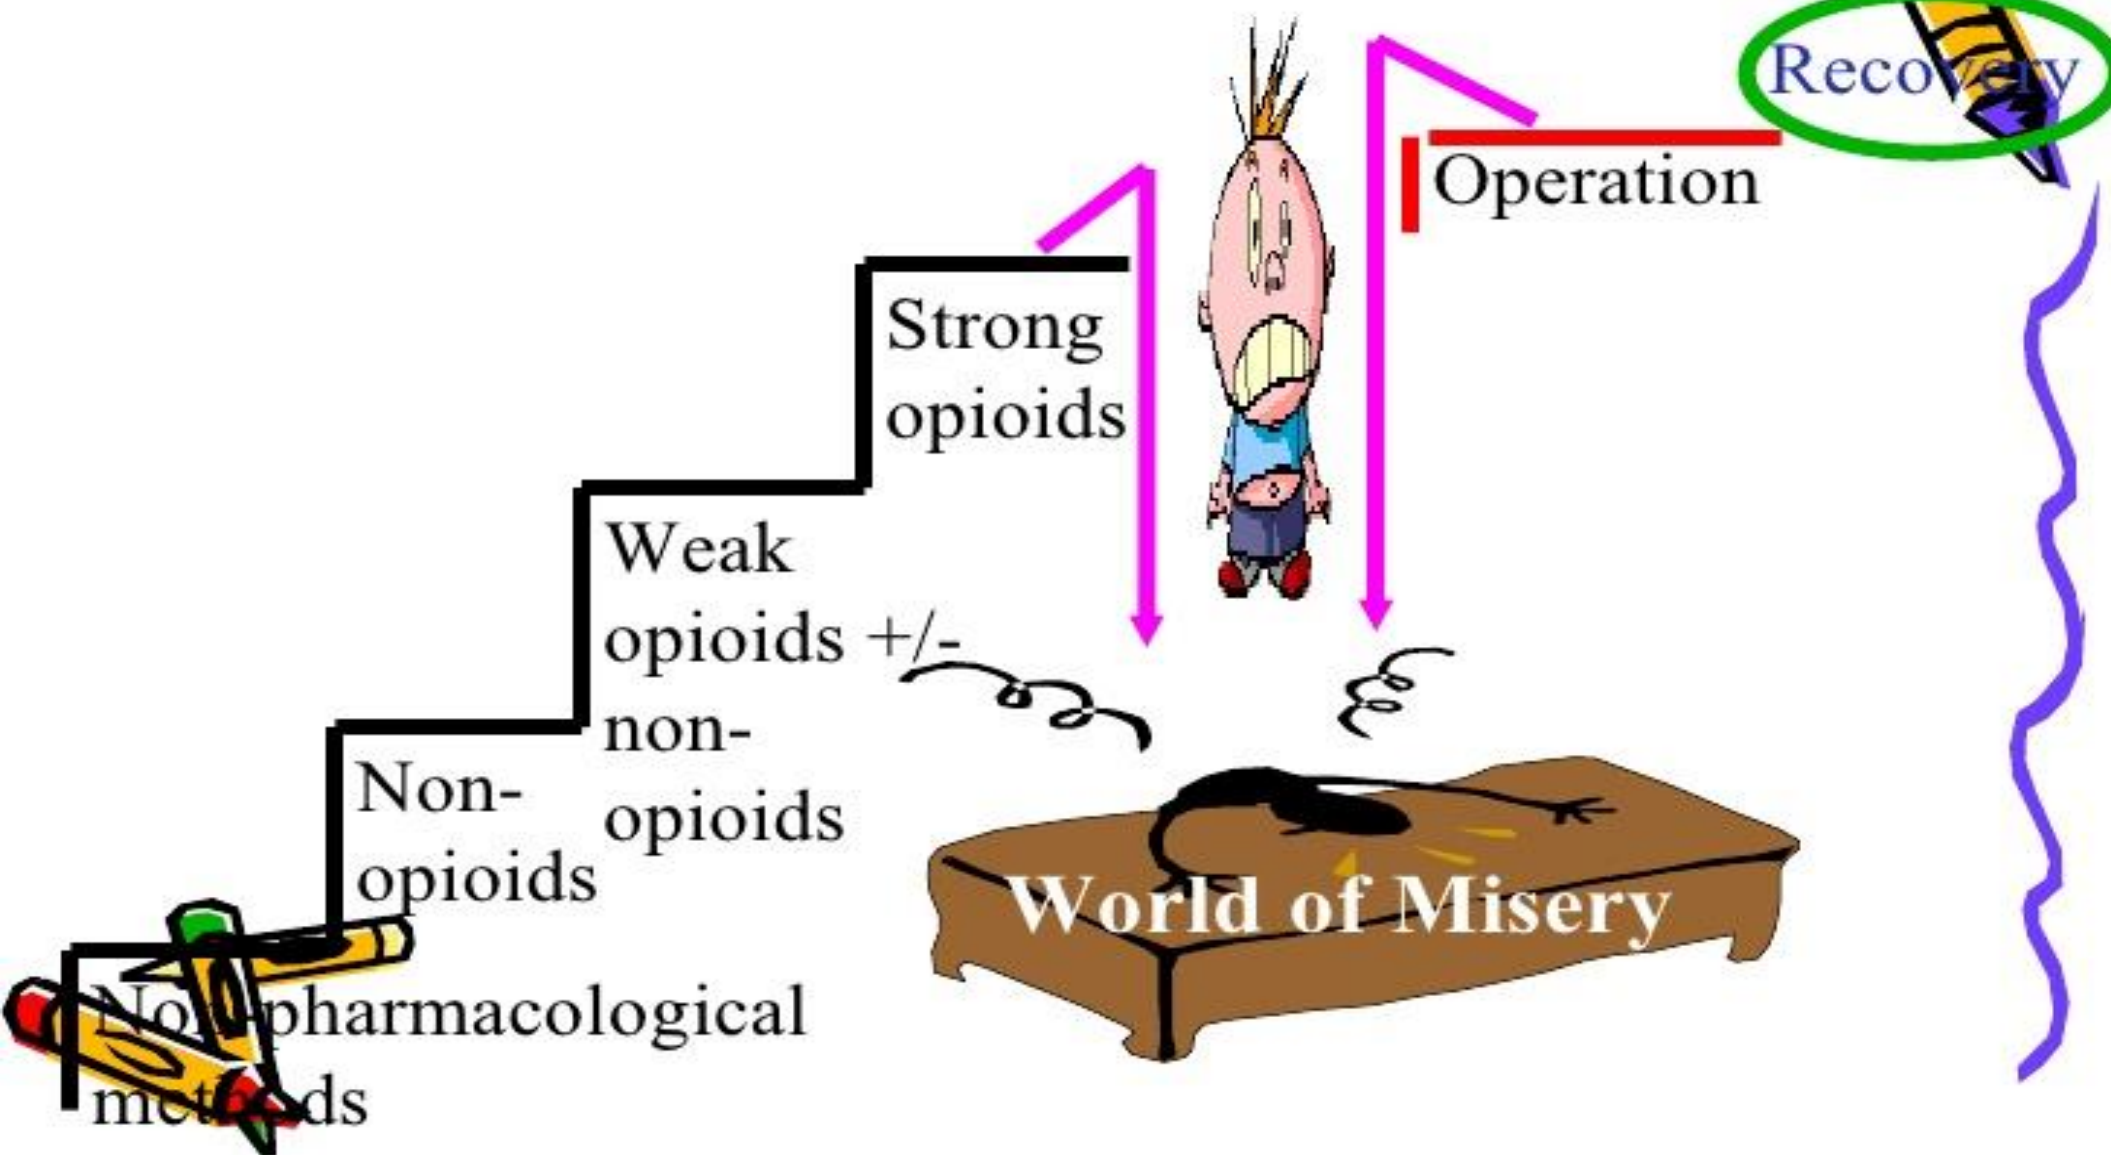 Recovery
Operation
Strong
opioids
Weak
opioids +/-
non-
opioids
Non-
opioids
Non-pharmacological
methods
World of Misery